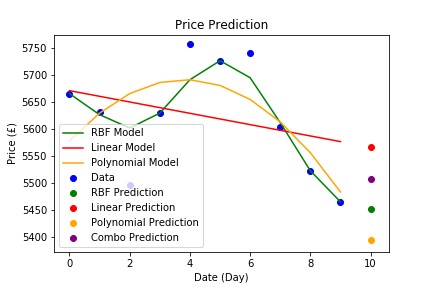 Price Prediction
Price (£)
5750
5700
5650
5600
5550
5500
5450
5400
RBF Model
Linear Model
Polynomial Model
Data
RBF Prediction
Linear Prediction
Polynomial Prediction
Combo Prediction
0 2 4 6 8 10
Date (Day)